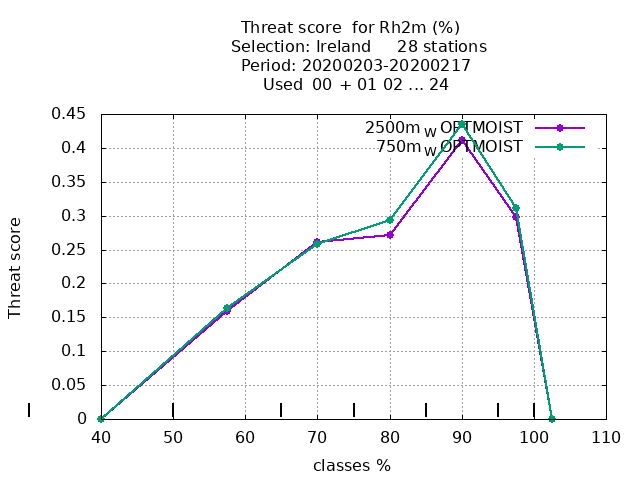 Threat score  for Rh2m (%)
Selection: Ireland     28 stations
Period: 20200203-20200217
Used  00 + 01 02 ... 24
2500m W OPTMOIST
750m W OPTMOIST
0.45
0.4
0.35
0.3
0.25
0.2
0.15
0.1
0.05
0
Threat score
40 50 60 70 80 90 100 110
classes %